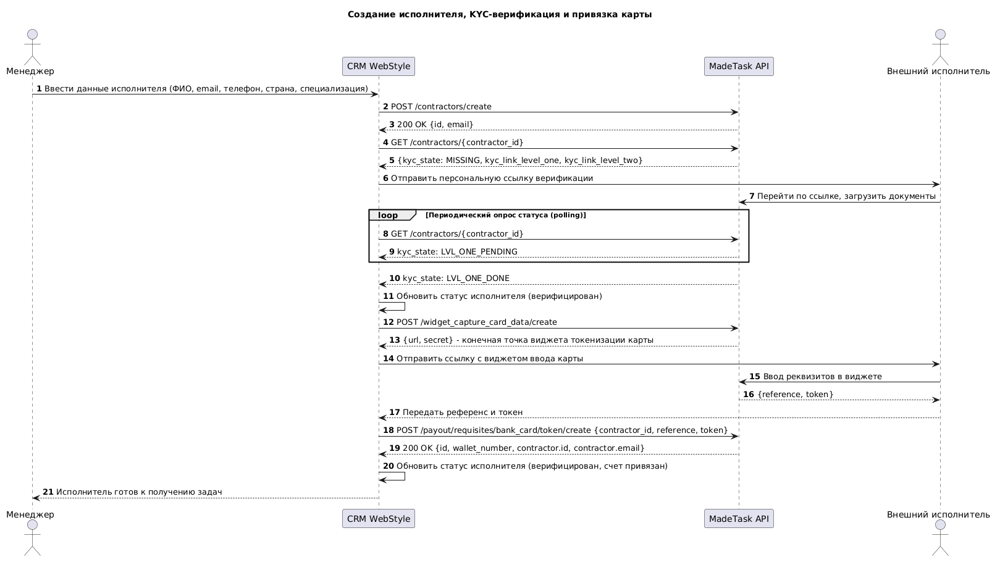 Создание исполнителя, KYC-верификация и привязка карты
Менеджер
CRM WebStyle
MadeTask API
Внешний исполнитель
1 Ввести данные исполнителя (ФИО, email, телефон, страна, специализация)
2 POST /contractors/create
3 200 OK {id, email}
4 GET /contractors/{contractor_id}
5 {kyc_state: MISSING, kyc_link_level_one, kyc_link_level_two}
6 Отправить персональную ссылку верификации
7 Перейти по ссылке, загрузить документы
loop [Периодический опрос статуса (polling)]
8 GET /contractors/{contractor_id}
9 kyc_state: LVL_ONE_PENDING
10 kyc_state: LVL_ONE_DONE
11 Обновить статус исполнителя (верифицирован)
12 POST /widget_capture_card_data/create
13 {url, secret} - конечная точка виджета токенизации карты
14 Отправить ссылку с виджетом ввода карты
15 Ввод реквизитов в виджете
16 {reference, token}
17 Передать референс и токен
18 POST /payout/requisites/bank_card/token/create {contractor_id, reference, token}
19 200 OK {id, wallet_number, contractor.id, contractor.email}
20 Обновить статус исполнителя (верифицирован, счет привязан)
21 Исполнитель готов к получению задач
Менеджер
CRM WebStyle
MadeTask API
Внешний исполнитель